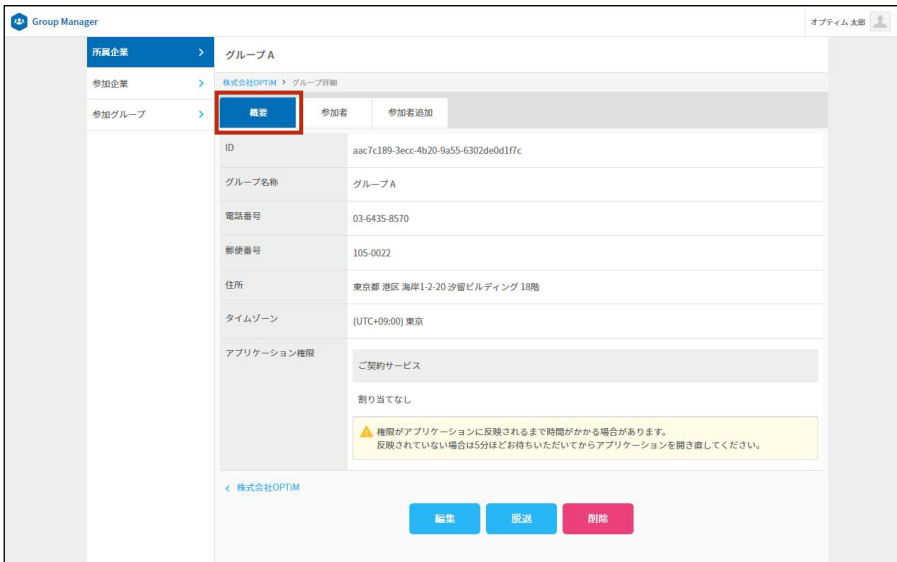 Group Manager
オプティム 太郎
所属企業
参加企業
参加グループ
グループ A
株式会社OPTiM > グループ詳細
概要
参加者
参加者追加
ID
aac7c189-3ecc-4b20-9a55-6302de0d1f7c
グループ名称
グループ A
電話番号
03-6435-8570
郵便番号
105-0022
住所
東京都 港区 海岸1-2-20 汐留ビルディング 18階
タイムゾーン
(UTC+09:00) 東京
アプリケーション権限
ご契約サービス
割り当てなし
権限がアプリケーションに反映されるまで時間がかかる場合があります。
反映されていない場合は5分ほどお待ちいただいてからアプリケーションを開き直してください。
株式会社OPTiM
編集
脱退
削除